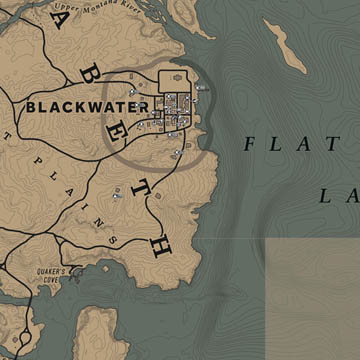 Upper Montana River
A
B
BLACKWATER
E
T
H
T PLAINS
FLAT
LA
QUAKER'S
COVE